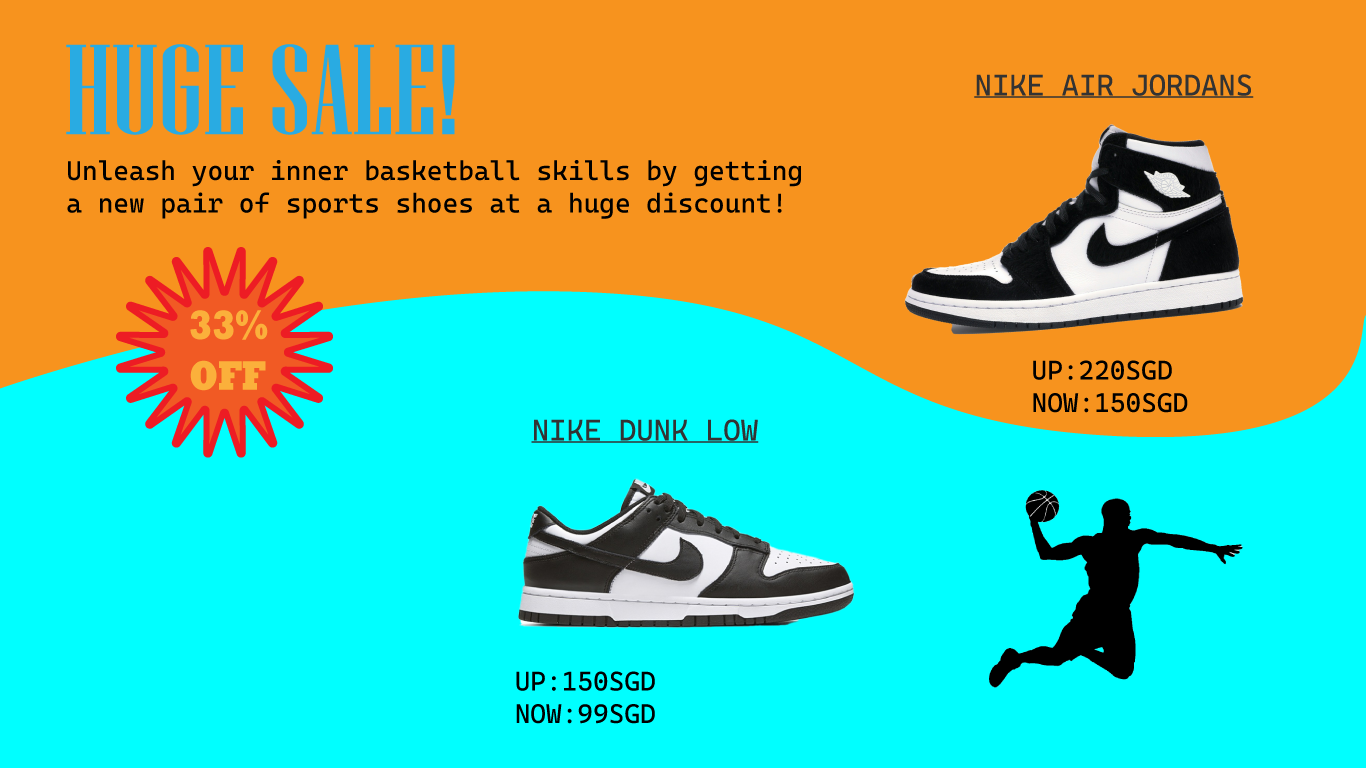 HUGE SALE!
Unleash your inner basketball skills by getting
a new pair of sports shoes at a huge discount!
33%
OFF
NIKE AIR JORDANS
UP:220SGD
NOW:150SGD
NIKE DUNK LOW
UP:150SGD
NOW:99SGD